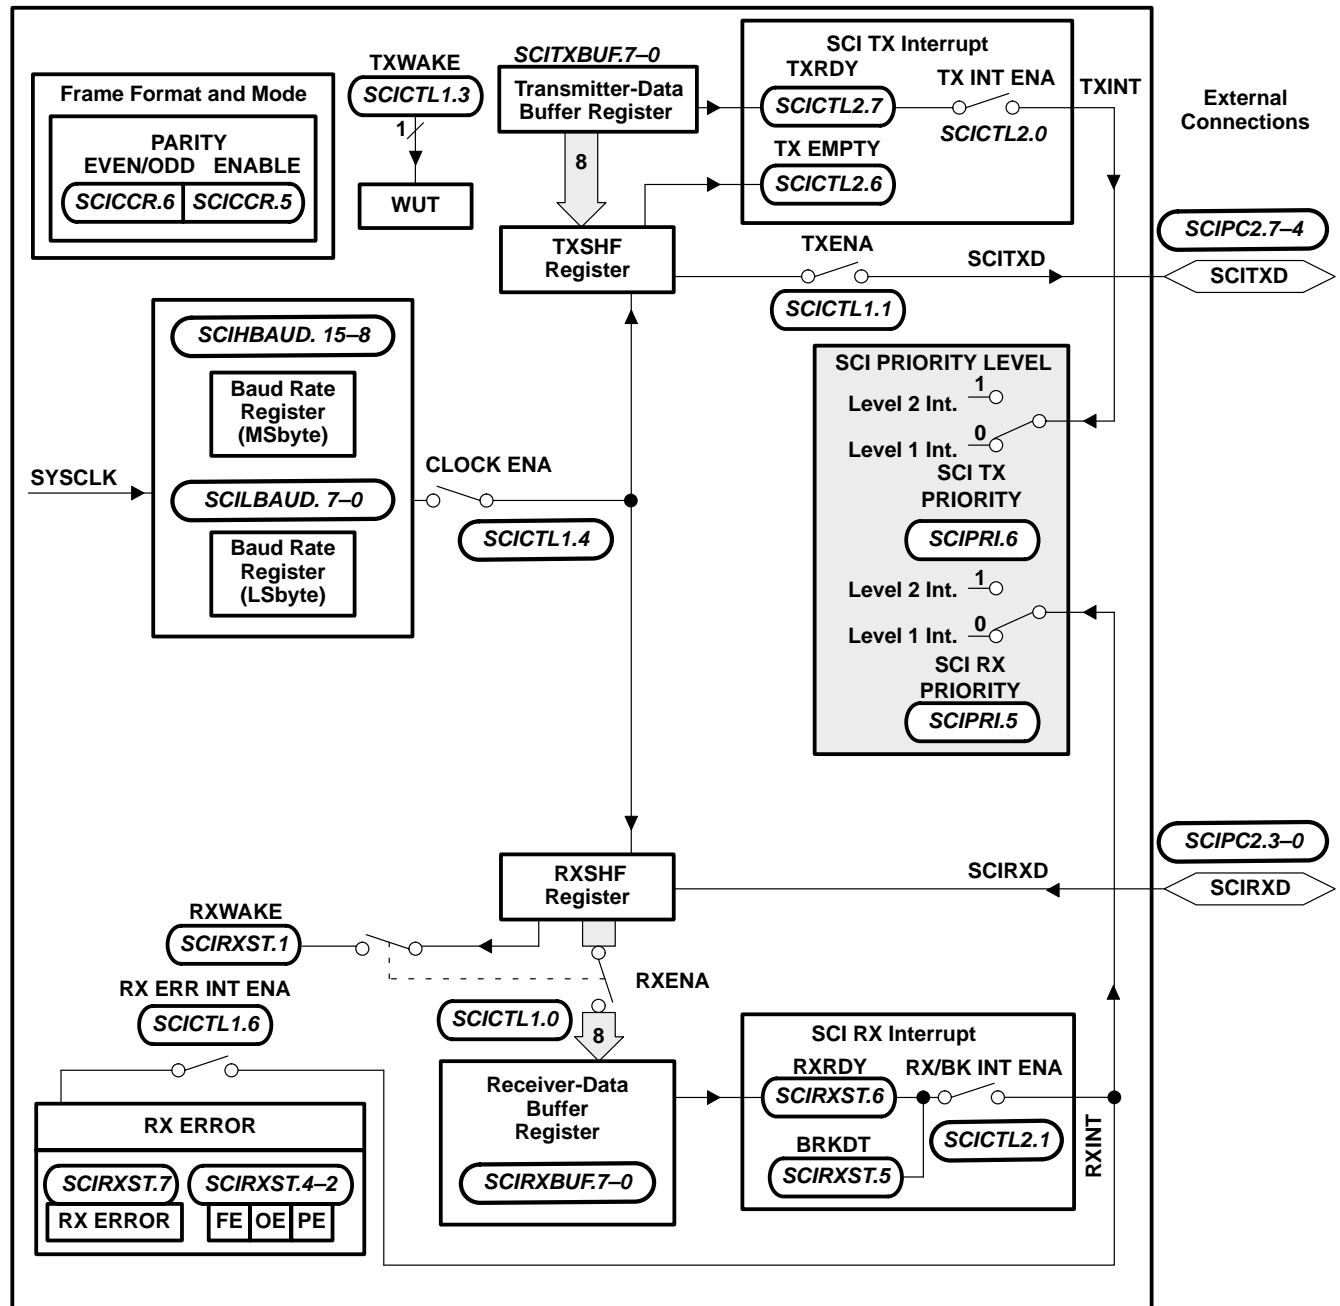 Frame Format and Mode
PARITY
EVEN/ODD ENABLE
SCICCR.6 SCICCR.5
TXWAKE
SCICTL1.3
1
WUT
SCITXBUF.7–0
Transmitter-Data
Buffer Register
8
TXSHF
Register
SCI TX Interrupt
TXRDY
SCICTL2.7
TX INT ENA
SCICTL2.0
TX EMPTY
SCICTL2.6
TXINT
External
Connections
TXENA
SCICTL1.1
SCITXD
SCIPC2.7–4
SCITXD
SYSCLK
SCIHBAUD. 15–8
Baud Rate
Register
(MSbyte)
SCILBAUD. 7–0
Baud Rate
Register
(LSbyte)
CLOCK ENA
SCICTL1.4
SCI PRIORITY LEVEL
Level 2 Int. 1
Level 1 Int. 0
SCI TX
PRIORITY
SCIPRI.6
Level 2 Int. 1
Level 1 Int. 0
SCI RX
PRIORITY
SCIPRI.5
RXSHF
Register
SCIRXD
SCIPC2.3–0
SCIRXD
RXWAKE
SCIRXST.1
RX ERR INT ENA
SCICTL1.6
RXENA
SCICTL1.0
8
Receiver-Data
Buffer
Register
SCIRXBUF.7–0
SCI RX Interrupt
RXRDY
SCIRXST.6
RX/BK INT ENA
SCICTL2.1
BRKDT
SCIRXST.5
RXINT
RX ERROR
SCIRXST.7 SCIRXST.4–2
RX ERROR FE OE PE